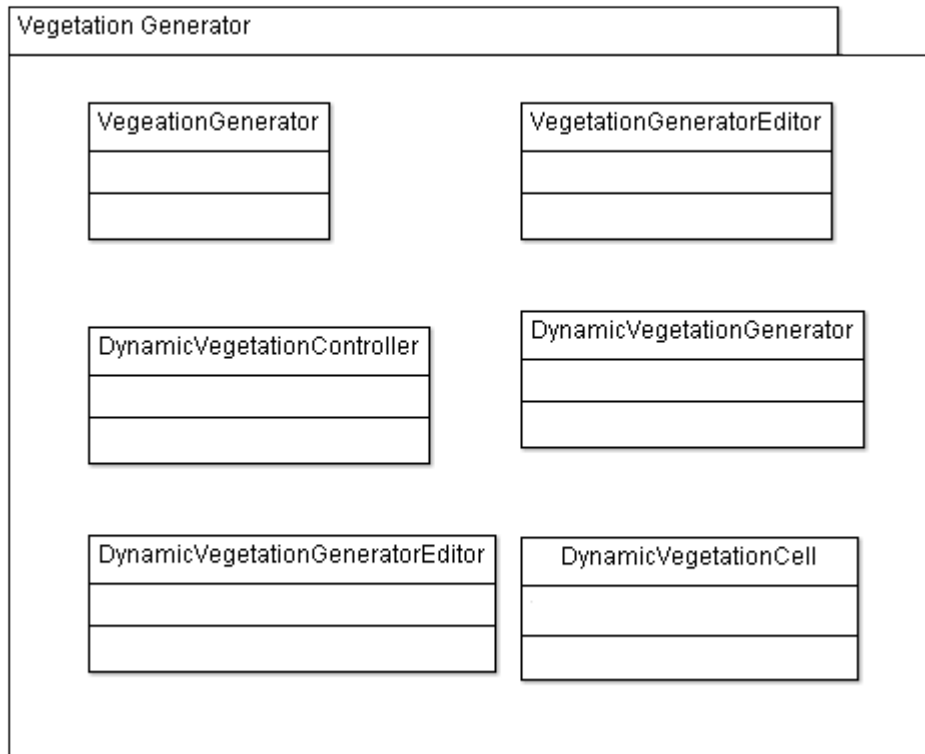 Vegetation Generator
VegeationGenerator
VegetationGeneratorEditor
DynamicVegetationController
DynamicVegetationGenerator
DynamicVegetationGeneratorEditor
DynamicVegetationCell